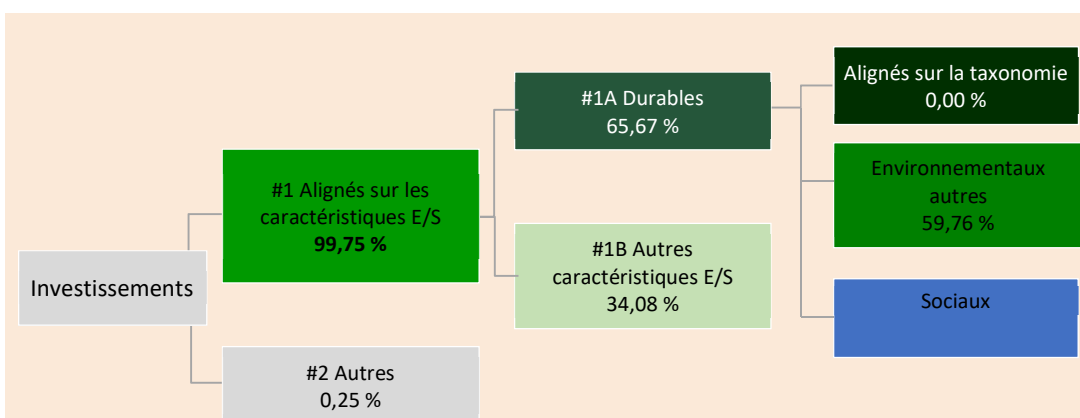 Investissements
#1 Alignés sur les
caractéristiques E/S
99,75 %
#2 Autres
0,25 %
#1A Durables
65,67 %
#1B Autres
caractéristiques E/S
34,08 %
Alignés sur la taxonomie
0,00 %
Environnementaux
autres
59,76 %
Sociaux